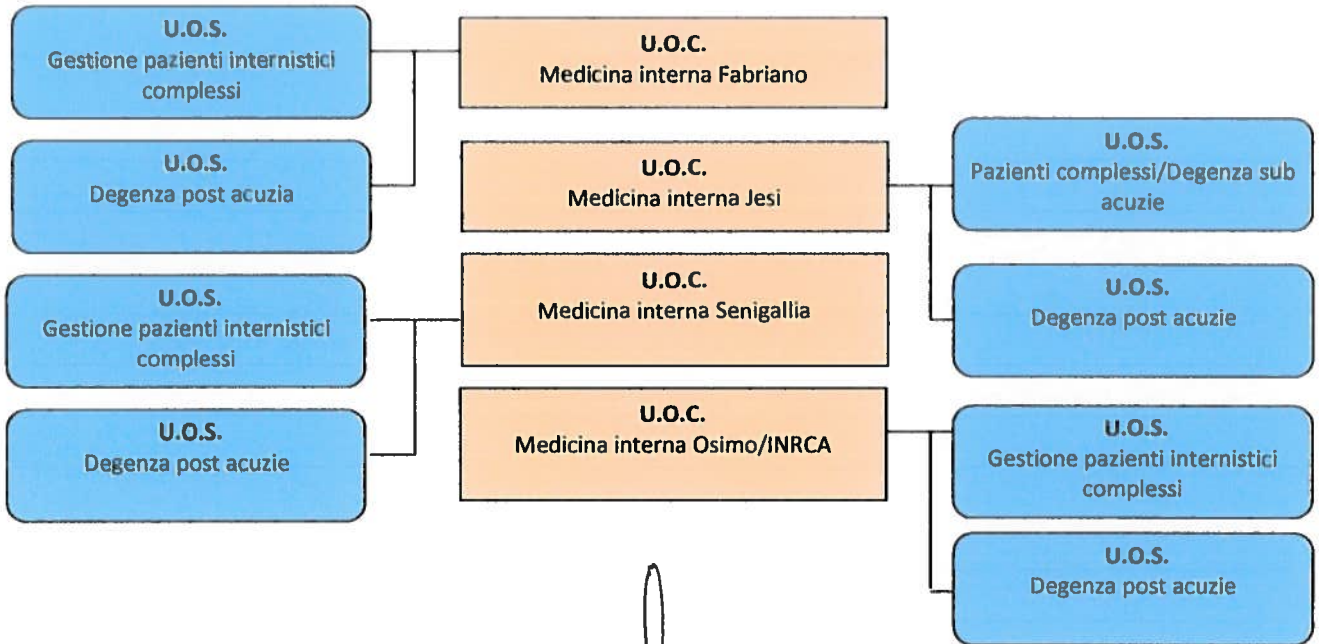 U.O.S.
Gestione pazienti internistici
complessi
U.O.S.
Degenza post acuzia
U.O.S.
Gestione pazienti internistici
complessi
U.O.S.
Degenza post acuzie
U.O.C.
Medicina interna Fabriano
U.O.C.
Medicina interna Jesi
U.O.C.
Medicina interna Senigallia
U.O.C.
Medicina interna Osimo/INRCA
U.O.S.
Pazienti complessi/Degenza sub
acuzie
U.O.S.
Degenza post acuzie
U.O.S.
Gestione pazienti internistici
complessi
U.O.S.
Degenza post acuzie